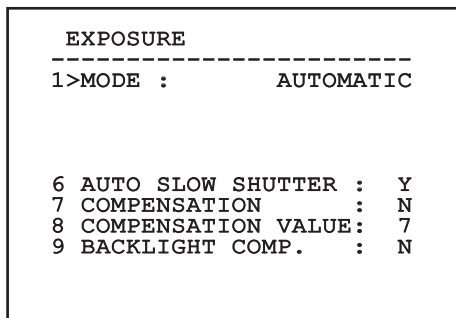 EXPOSURE
------------------------
1>MODE : AUTOMATIC
6 AUTO SLOW SHUTTER : Y
7 COMPENSATION : N
8 COMPENSATION VALUE: 7
9 BACKLIGHT COMP. : N